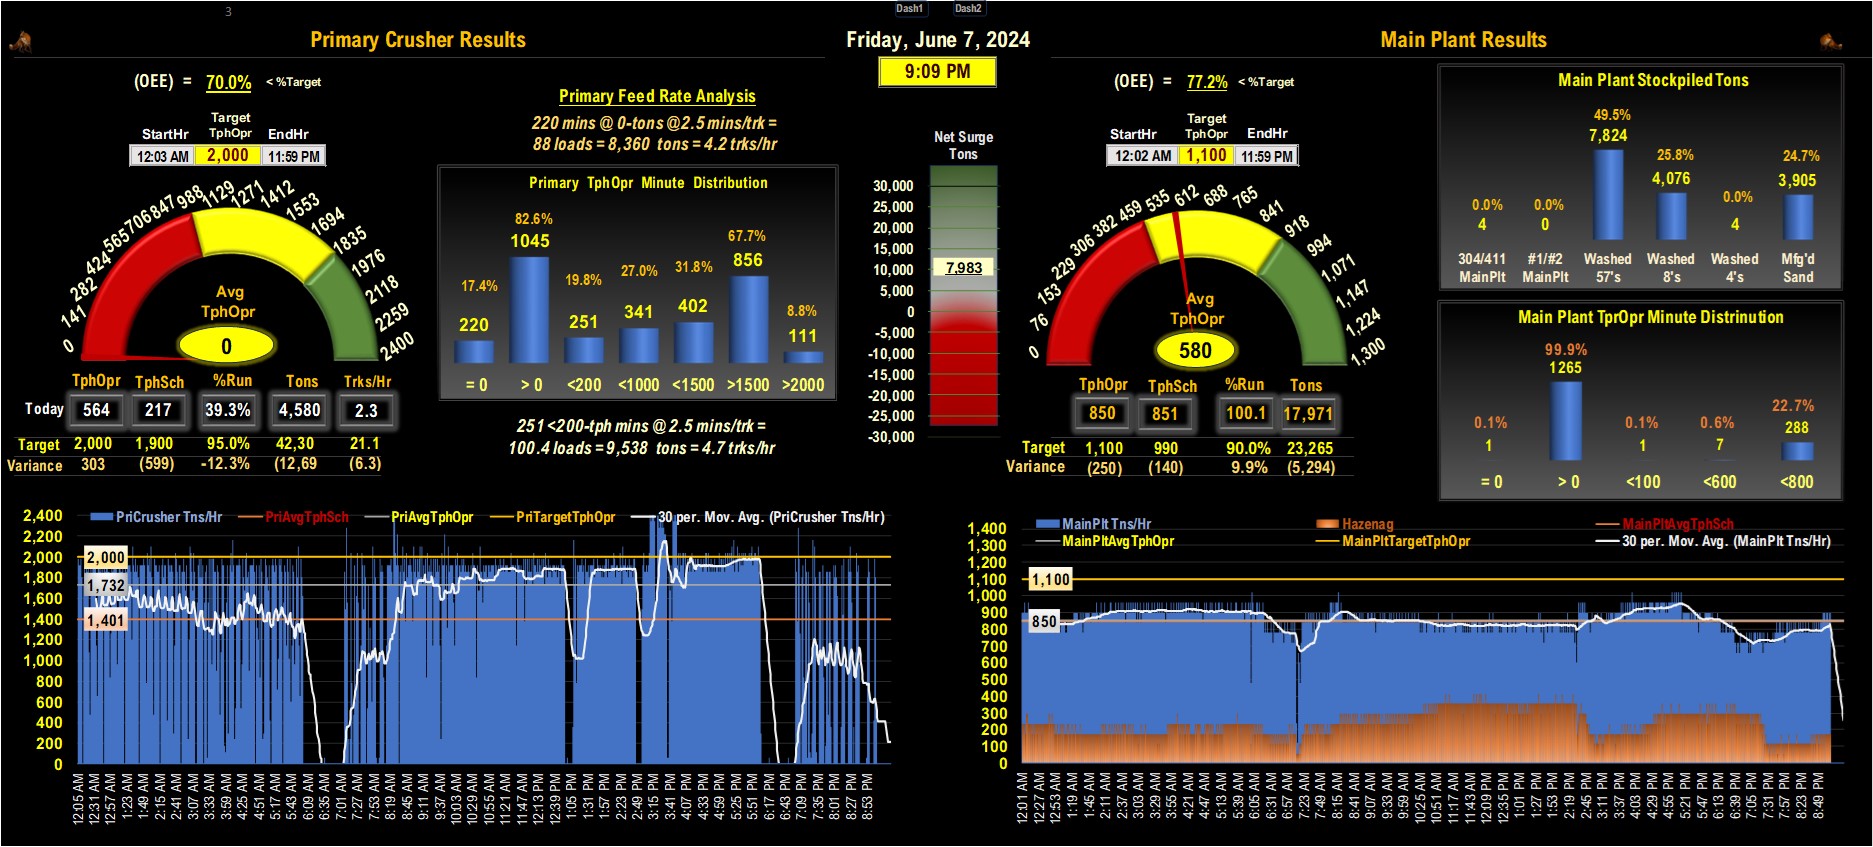 3
Dash1 Dash2
Primary Crusher Results
Friday, June 7, 2024
Main Plant Results
9:09 PM
(OEE) = 70.0% < %Target
StartHr Target TphOpr EndHr
12:03 AM 2,000 11:59 PM
0 141 282 424 565 706 847 988 1129 1271 1412 1553 1694 1835 1976 2118 2259 2400
Avg
TphOpr
0
TphOpr TphSch %Run Tons Trks/Hr
Today 564 217 39.3% 4,580 2.3
Target 2,000 1,900 95.0% 42,30 21.1
Variance 303 (599) -12.3% (12,69 (6.3)
Primary Feed Rate Analysis
220 mins @ 0-tons @2.5 mins/trk =
88 loads = 8,360 tons = 4.2 trks/hr
Primary TphOpr Minute Distribution
17.4% 82.6% 19.8% 27.0% 31.8% 67.7% 8.8%
220 1045 251 341 402 856 111
= 0 > 0 <200 <1000 <1500 >1500 >2000
251 <200-tph mins @ 2.5 mins/trk =
100.4 loads = 9,538 tons = 4.7 trks/hr
Net Surge
Tons
30,000
25,000
20,000
15,000
10,000
7,983
5,000
0
-5,000
-10,000
-15,000
-20,000
-25,000
-30,000
(OEE) = 77.2% < %Target
StartHr Target TphOpr EndHr
12:02 AM 1,100 11:59 PM
0 76 153 229 306 382 459 535 612 688 765 841 918 994 1,071 1,147 1,224 1,300
Avg
TphOpr
580
TphOpr TphSch %Run Tons
850 851 100.1 17,971
Target 1,100 990 90.0% 23,265
Variance (250) (140) 9.9% (5,294)
Main Plant Stockpiled Tons
0.0% 0.0% 49.5% 25.8% 0.0% 24.7%
4 0 7,824 4,076 4 3,905
304/411 #1/#2 Washed Washed Washed Mfg'd
MainPlt MainPlt 57's 8's 4's Sand
Main Plant TprOpr Minute Distrinution
0.1% 99.9% 0.1% 0.6% 22.7%
1 1265 1 7 288
= 0 > 0 <100 <600 <800
PriCrusher Tns/Hr PriAvgTphSch PriAvgTphOpr PriTargetTphOpr 30 per. Mov. Avg. (PriCrusher Tns/Hr)
2,400
2,200
2,000
1,800
1,600
1,400
1,200
1,000
800
600
400
200
0
2,000
1,732
1,401
12:05 AM 12:31 AM 12:57 AM 1:23 AM 1:49 AM 2:15 AM 2:41 AM 3:07 AM 3:33 AM 3:59 AM 4:25 AM 4:51 AM 5:17 AM 5:43 AM 6:09 AM 6:35 AM 7:01 AM 7:27 AM 7:53 AM 8:19 AM 8:45 AM 9:11 AM 9:37 AM 10:03 AM 10:29 AM 10:55 AM 11:21 AM 11:47 AM 12:13 PM 12:39 PM 1:05 PM 1:31 PM 1:57 PM 2:23 PM 2:49 PM 3:15 PM 3:41 PM 4:07 PM 4:33 PM 4:59 PM 5:25 PM 5:51 PM 6:17 PM 6:43 PM 7:09 PM 7:35 PM 8:01 PM 8:27 PM 8:53 PM
MainPlt Tns/Hr Hazenag MainPltAvgTphSch
MainPltAvgTphOpr MainPltTargetTphOpr 30 per. Mov. Avg. (MainPlt Tns/Hr)
1,400
1,300
1,200
1,100
1,000
900
800
700
600
500
400
300
200
100
0
1,100
850
12:01 AM 12:27 AM 12:53 AM 1:19 AM 1:45 AM 2:11 AM 2:37 AM 3:03 AM 3:29 AM 3:55 AM 4:21 AM 4:47 AM 5:13 AM 5:39 AM 6:05 AM 6:31 AM 6:57 AM 7:23 AM 7:49 AM 8:15 AM 8:41 AM 9:07 AM 9:33 AM 9:59 AM 10:25 AM 10:51 AM 11:17 AM 11:43 AM 12:09 PM 12:35 PM 1:01 PM 1:27 PM 1:53 PM 2:19 PM 2:45 PM 3:11 PM 3:37 PM 4:03 PM 4:29 PM 4:55 PM 5:21 PM 5:47 PM 6:13 PM 6:39 PM 7:05 PM 7:31 PM 7:57 PM 8:23 PM 8:49 PM